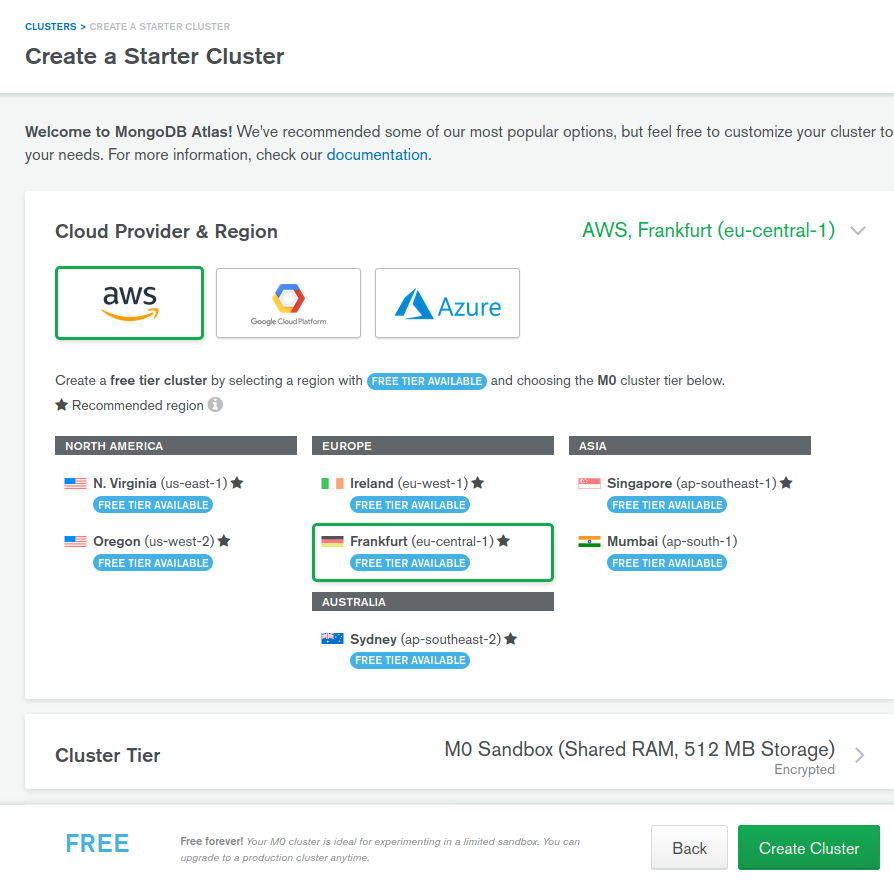 CLUSTERS > CREATE A STARTER CLUSTER
Create a Starter Cluster
Welcome to MongoDB Atlas! We've recommended some of our most popular options, but feel free to customize your cluster to
your needs. For more information, check our documentation.
Cloud Provider & Region
AWS, Frankfurt (eu-central-1)
aws
Google Cloud Platform
Azure
Create a free tier cluster by selecting a region with FREE TIER AVAILABLE and choosing the M0 cluster tier below.
★ Recommended region
NORTH AMERICA
N. Virginia (us-east-1) ★
FREE TIER AVAILABLE
Oregon (us-west-2) ★
FREE TIER AVAILABLE
EUROPE
Ireland (eu-west-1) ★
FREE TIER AVAILABLE
Frankfurt (eu-central-1) ★
FREE TIER AVAILABLE
AUSTRALIA
Sydney (ap-southeast-2) ★
FREE TIER AVAILABLE
ASIA
Singapore (ap-southeast-1) ★
FREE TIER AVAILABLE
Mumbai (ap-south-1)
FREE TIER AVAILABLE
Cluster Tier
M0 Sandbox (Shared RAM, 512 MB Storage)
Encrypted
FREE
Free forever! Your M0 cluster is ideal for experimenting in a limited sandbox. You can
upgrade to a production cluster anytime.
Back
Create Cluster